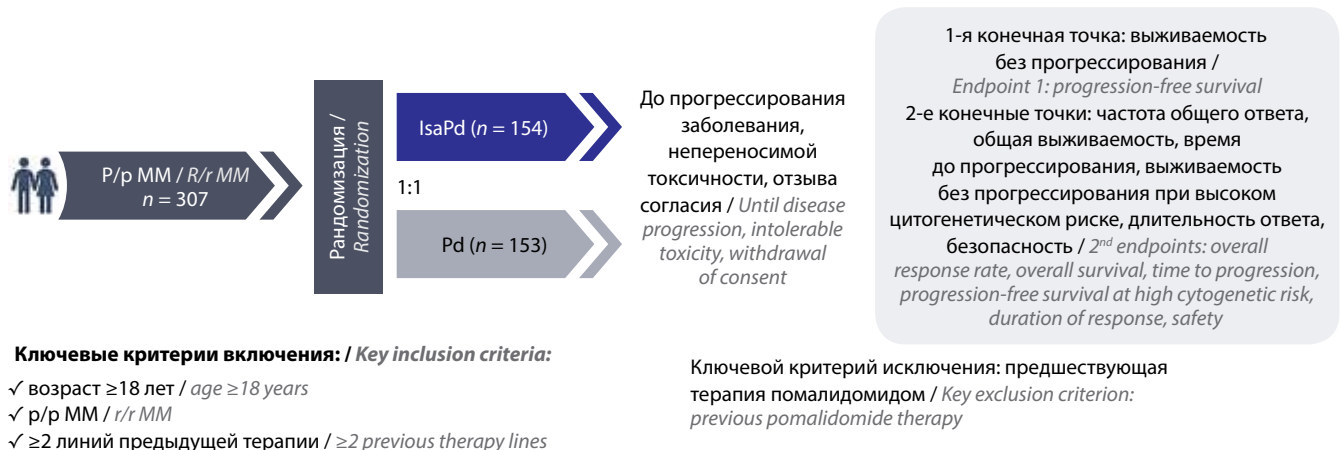 Р/р ММ / R/r MM
n = 307
Рандомизация /
Randomization
IsaPd (n = 154)
1:1
Pd (n = 153)
До прогрессирования
заболевания,
непереносимой
токсичности, отзыва
согласия / Until disease
progression, intolerable
toxicity, withdrawal
of consent
1-я конечная точка: выживаемость
без прогрессирования /
Endpoint 1: progression-free survival
2-е конечные точки: частота общего ответа,
общая выживаемость, время
до прогрессирования, выживаемость
без прогрессирования при высоком
цитогенетическом риске, длительность ответа,
безопасность / 2nd endpoints: overall
response rate, overall survival, time to progression,
progression-free survival at high cytogenetic risk,
duration of response, safety
Ключевые критерии включения: / Key inclusion criteria:
✓ возраст ≥18 лет / age ≥18 years
✓ р/р ММ / r/r MM
✓ ≥2 линий предыдущей терапии / ≥2 previous therapy lines
Ключевой критерий исключения: предшествующая
терапия помалидомидом / Key exclusion criterion:
previous pomalidomide therapy